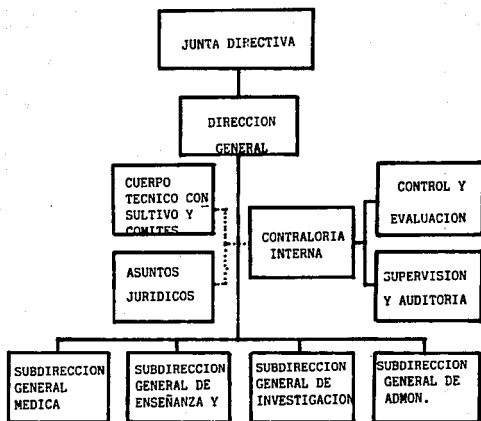 JUNTA DIRECTIVA
DIRECCION
GENERAL
CUERPO
TECNICO CON
SULTIVO Y
COMITES
CONTROL Y
EVALUACION
CONTRALORIA
INTERNA
ASUNTOS
JURIDICOS
SUPERVISION
Y AUDITORIA
SUBDIRECCION
GENERAL
MEDICA
SUBDIRECCION
GENERAL DE
ENSEÑANZA Y
SUBDIRECCION
GENERAL DE
INVESTIGACION
SUBDIRECCION
GENERAL DE
ADMON.